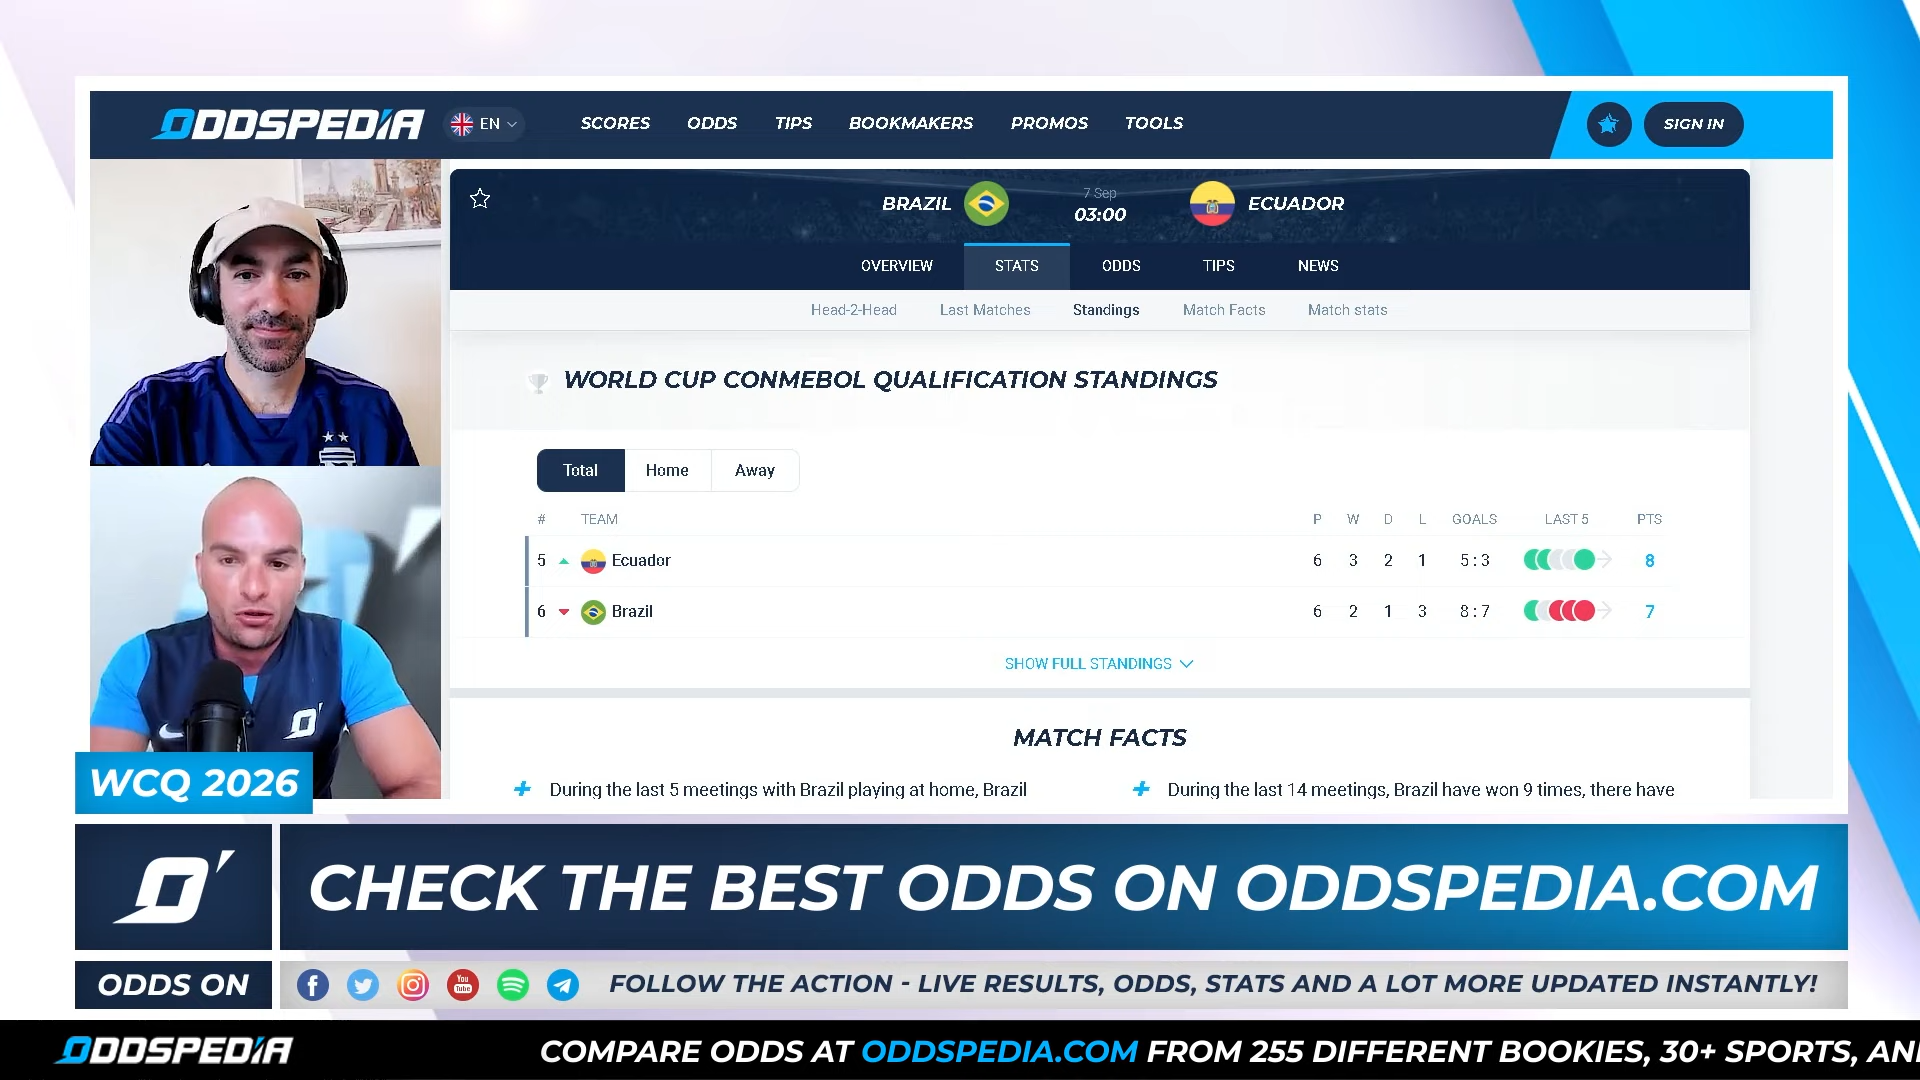 ODDSPEDIA
EN
SCORES
ODDS
TIPS
BOOKMAKERS
PROMOS
TOOLS
SIGN IN
BRAZIL
7 Sep
03:00
ECUADOR
OVERVIEW
STATS
ODDS
TIPS
NEWS
Head-2-Head
Last Matches
Standings
Match Facts
Match stats
WORLD CUP CONMEBOL QUALIFICATION STANDINGS
Total
Home
Away
# TEAM P W D L GOALS LAST 5 PTS
5 Ecuador 6 3 2 1 5 : 3 8
6 Brazil 6 2 1 3 8 : 7 7
SHOW FULL STANDINGS
MATCH FACTS
During the last 5 meetings with Brazil playing at home, Brazil
During the last 14 meetings, Brazil have won 9 times, there have
WCQ 2026
O'
CHECK THE BEST ODDS ON ODDSPEDIA.COM
ODDS ON
You
Tube
FOLLOW THE ACTION - LIVE RESULTS, ODDS, STATS AND A LOT MORE UPDATED INSTANTLY!
ODDSPEDIA
COMPARE ODDS AT ODDSPEDIA.COM FROM 255 DIFFERENT BOOKIES, 30+ SPORTS,